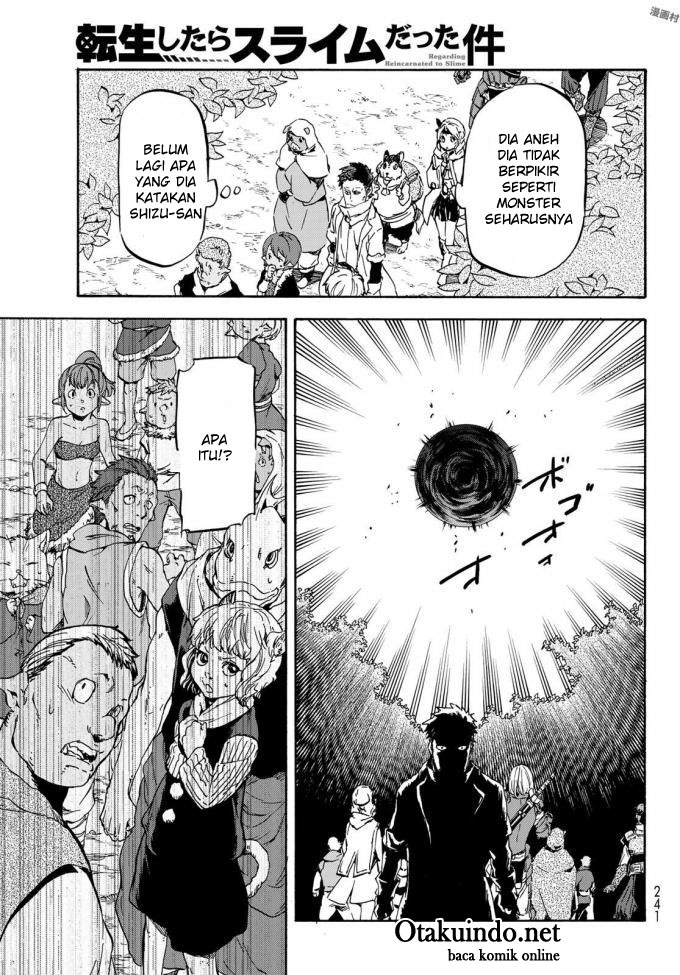 漫画村
転生したらスライムだった件
Regarding
Reincarnated to Slime
DIA ANEH
DIA TIDAK
BERPIKIR
SEPERTI
MONSTER
SEHARUSNYA
BELUM
LAGI APA
YANG DIA
KATAKAN
SHIZU-SAN
ボゴオォ
APA
ITU!?
241
Otakuindo.net
baca komik online